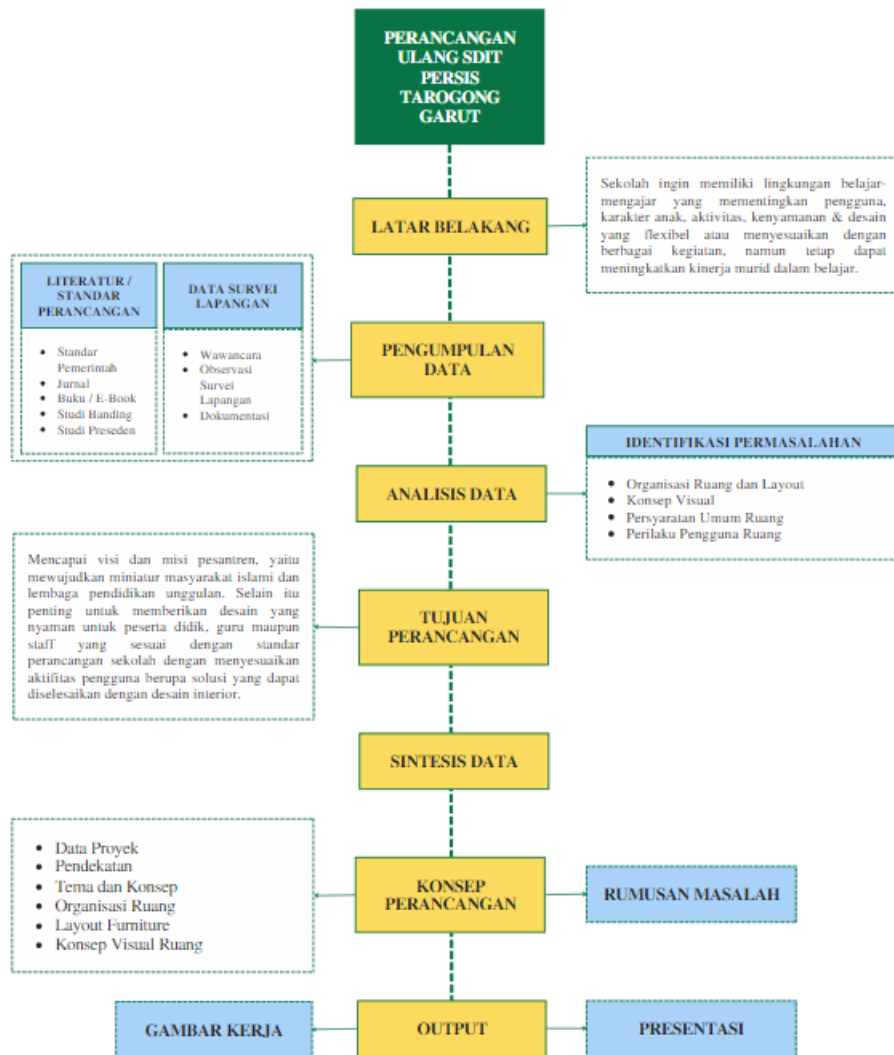 PERANCANGAN
ULANG SDIT
PERSIS
TAROGONG
GARUT
LATAR BELAKANG
Sekolah ingin memiliki lingkungan belajar-
mengajar yang mementingkan pengguna,
karakter anak, aktivitas, kenyamanan & desain
yang flexibel atau menyesuaikan dengan
berbagai kegiatan, namun tetap dapat
meningkatkan kinerja murid dalam belajar.
PENGUMPULAN
DATA
LITERATUR /
STANDAR
PERANCANGAN
• Standar
Pemerintah
• Jurnal
• Buku / E-Book
• Studi Banding
• Studi Preseden
DATA SURVEI
LAPANGAN
• Wawancara
• Observasi
Survei
Lapangan
• Dokumentasi
ANALISIS DATA
IDENTIFIKASI PERMASALAHAN
• Organisasi Ruang dan Layout
• Konsep Visual
• Persyaratan Umum Ruang
• Perilaku Pengguna Ruang
TUJUAN
PERANCANGAN
Mencapai visi dan misi pesantren, yaitu
mewujudkan miniatur masyarakat islami dan
lembaga pendidikan unggulan. Selain itu
penting untuk memberikan desain yang
nyaman untuk peserta didik, guru maupun
staff yang sesuai dengan standar
perancangan sekolah dengan menyesuaikan
aktifitas pengguna berupa solusi yang dapat
diselesaikan dengan desain interior.
SINTESIS DATA
KONSEP
PERANCANGAN
• Data Proyek
• Pendekatan
• Tema dan Konsep
• Organisasi Ruang
• Layout Furniture
• Konsep Visual Ruang
RUMUSAN MASALAH
GAMBAR KERJA
OUTPUT
PRESENTASI